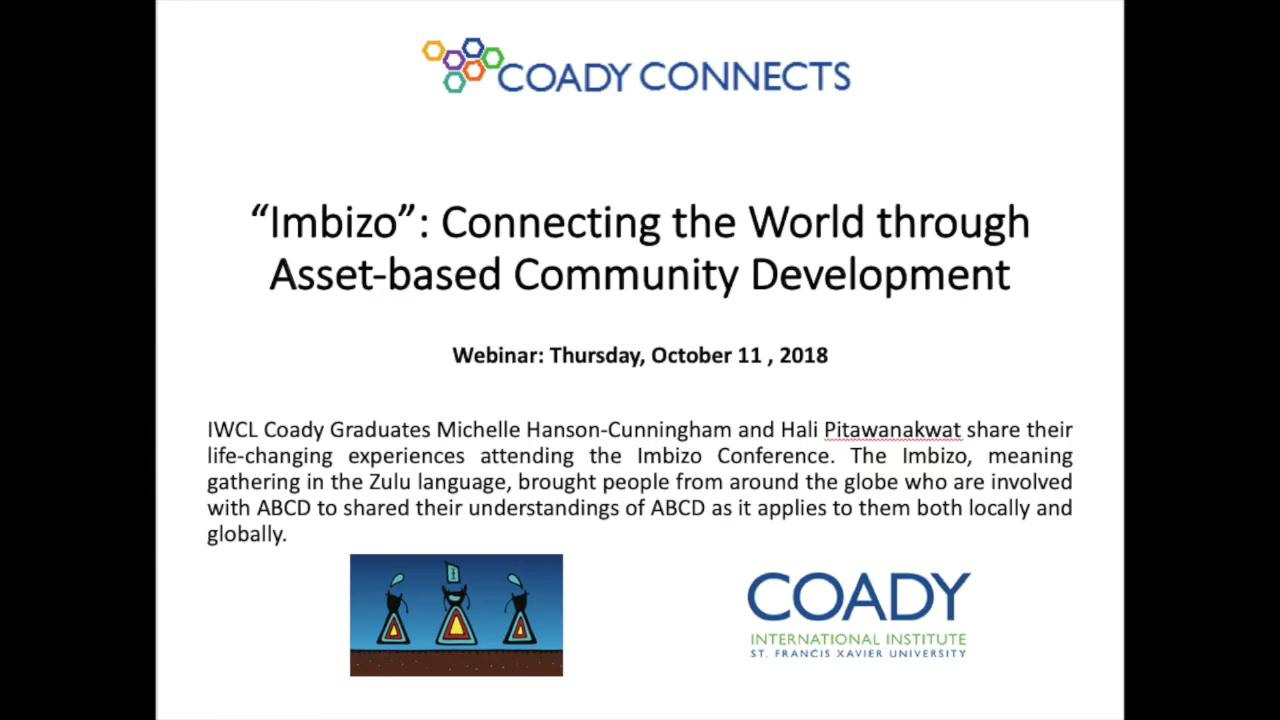 COADY CONNECTS
“Imbizo”: Connecting the World through
Asset-based Community Development
Webinar: Thursday, October 11 , 2018
IWCL Coady Graduates Michelle Hanson-Cunningham and Hali Pitawanakwat share their
life-changing experiences attending the Imbizo Conference. The Imbizo, meaning
gathering in the Zulu language, brought people from around the globe who are involved
with ABCD to shared their understandings of ABCD as it applies to them both locally and
globally.
COADY
INTERNATIONAL INSTITUTE
ST. FRANCIS XAVIER UNIVERSITY